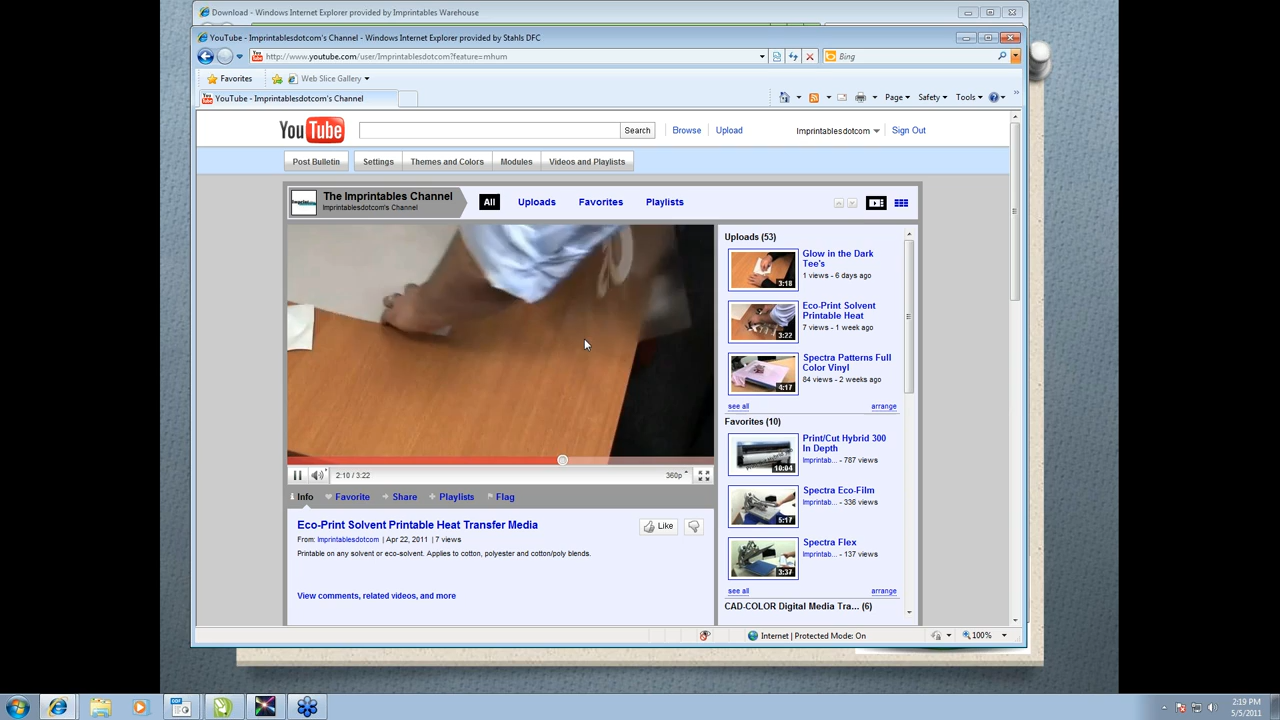 Download - Windows Internet Explorer provided by Imprintables Warehouse
YouTube - Imprintablesdotcom's Channel - Windows Internet Explorer provided by Stahls DFC
http://www.youtube.com/user/Imprintablesdotcom?feature=mhum
Bing
Favorites
Web Slice Gallery
YouTube - Imprintablesdotcom's Channel
Page
Safety
Tools
YouTube
Search
Browse
Upload
Imprintablesdotcom
Sign Out
Post Bulletin
Settings
Themes and Colors
Modules
Videos and Playlists
The Imprintables Channel
Imprintablesdotcom's Channel
All
Uploads
Favorites
Playlists
Uploads (53)
Glow in the Dark
Tee's
1 views - 6 days ago
3:18
Eco-Print Solvent
Printable Heat
7 views - 1 week ago
3:22
Spectra Patterns Full
Color Vinyl
84 views - 2 weeks ago
4:17
see all
arrange
Favorites (10)
Print/Cut Hybrid 300
In Depth
Imprintab... - 787 views
10:04
Spectra Eco-Film
Imprintab... - 336 views
5:17
Spectra Flex
Imprintab... - 137 views
3:37
see all
arrange
CAD-COLOR Digital Media Tra... (6)
2:10 / 3:22
360p
Info
Favorite
Share
Playlists
Flag
Eco-Print Solvent Printable Heat Transfer Media
Like
From: Imprintablesdotcom | Apr 22, 2011 | 7 views
Printable on any solvent or eco-solvent. Applies to cotton, polyester and cotton/poly blends.
View comments, related videos, and more
Internet | Protected Mode: On
100%
2:19 PM
5/5/2011